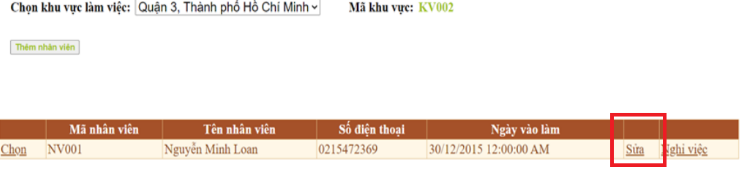 Chọn khu vực làm việc: Quận 3, Thành phố Hồ Chí Minh Mã khu vực: KV002
Thêm nhân viên
Mã nhân viên Tên nhân viên Số điện thoại Ngày vào làm
Chọn NV001 Nguyễn Minh Loan 0215472369 30/12/2015 12:00:00 AM Sửa Nghỉ việc